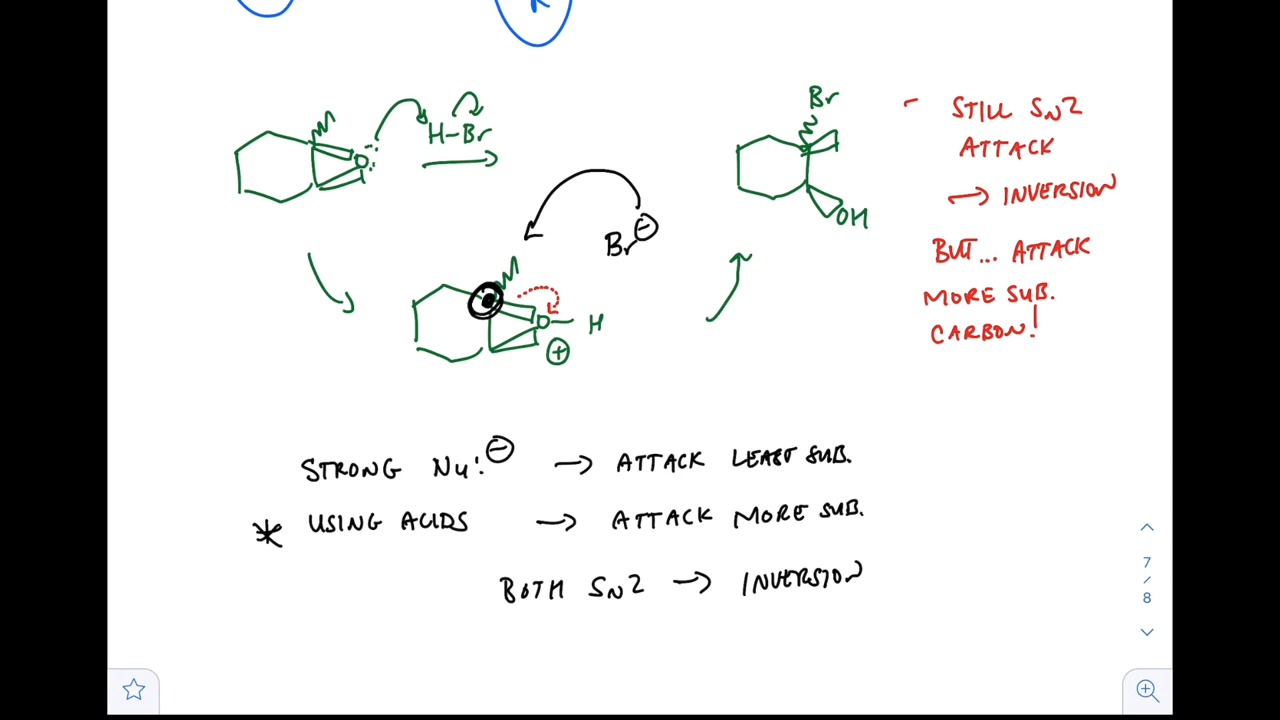 H-Br
Br
OH
Br ⊖
O
O H
⊕
- STILL SN2
ATTACK
→ INVERSION
BUT... ATTACK
MORE SUB.
CARBON!
STRONG Nu:⊖ → ATTACK LEAST SUB.
* USING ACIDS → ATTACK MORE SUB.
BOTH SN2 → INVERSION
7
/
8